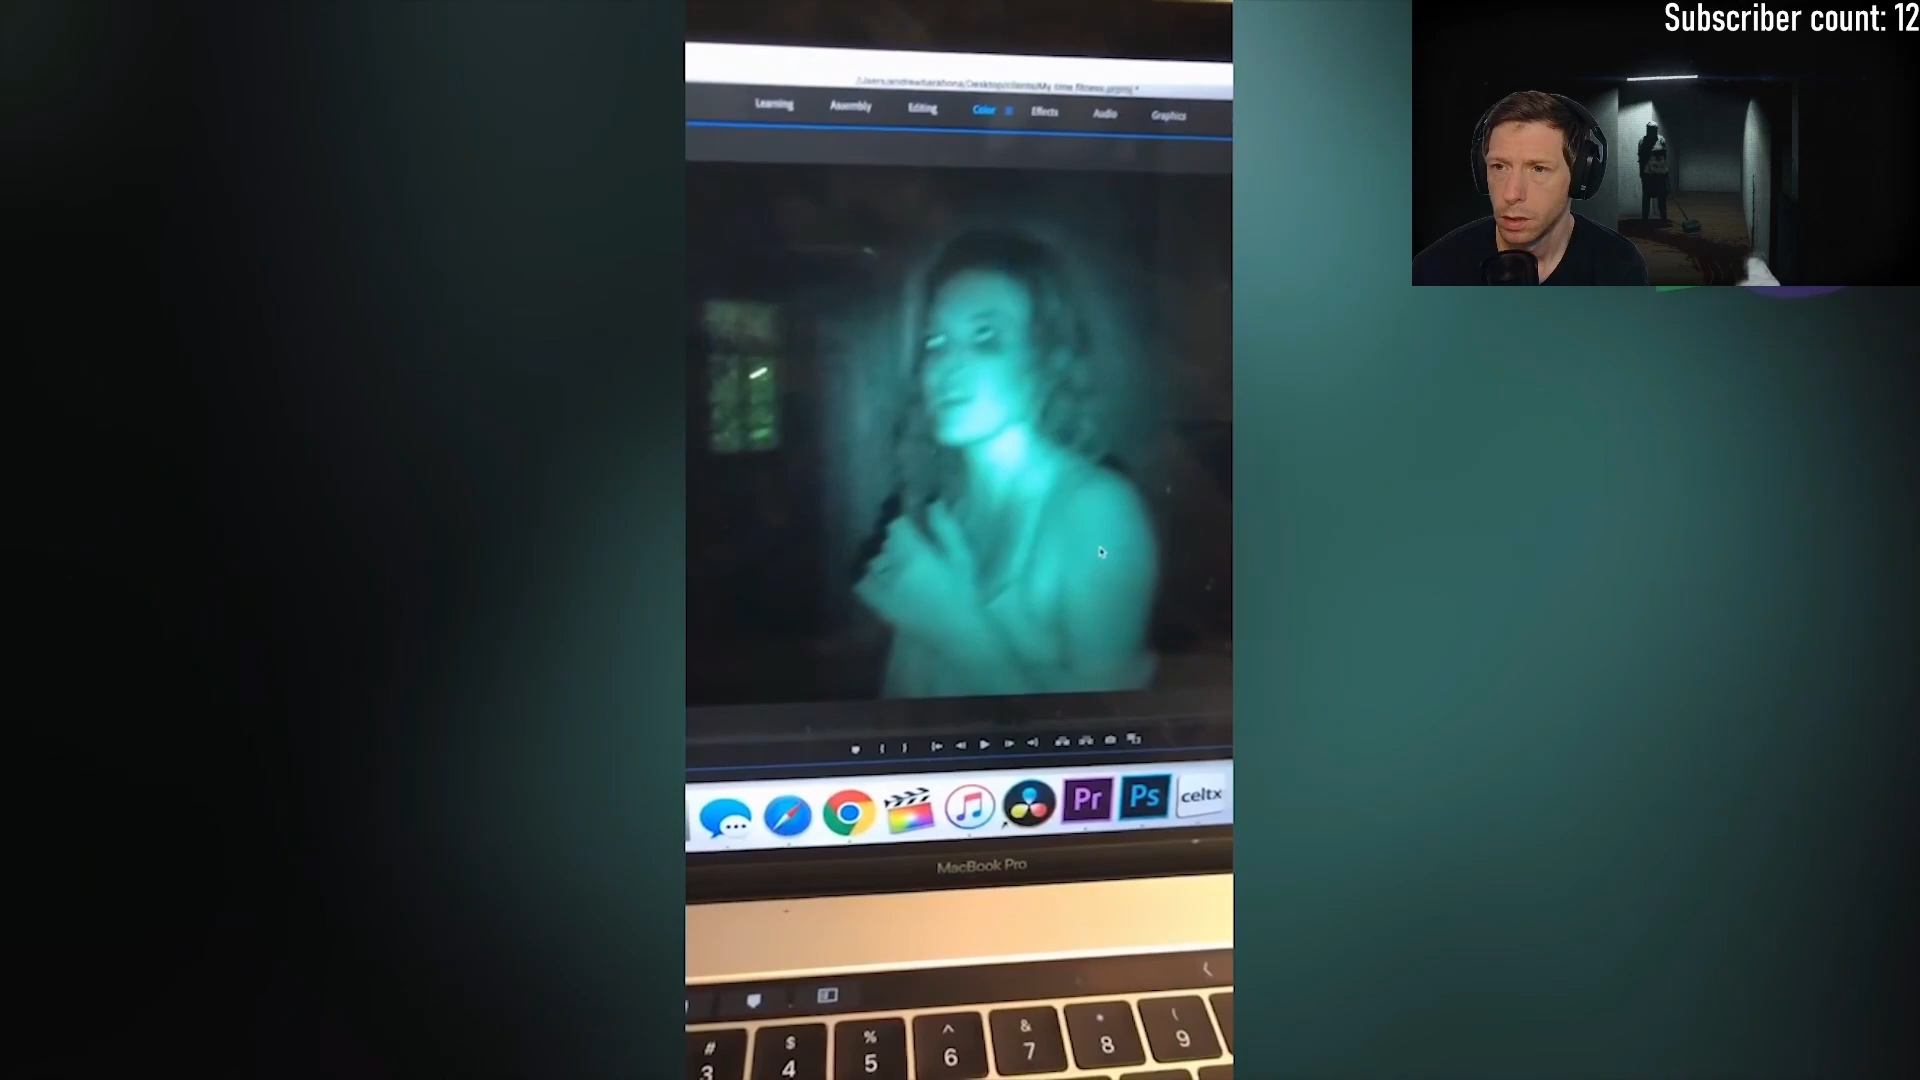 Subscriber count: 12
Learning Assembly Editing Color Effects Audio Graphics
Pr Ps celtx
MacBook Pro
# $ % ^ & * (
3 4 5 6 7 8 9